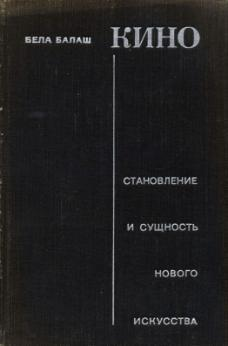 БЕЛА БАЛАШ КИНО
СТАНОВЛЕНИЕ
И СУЩНОСТЬ
НОВОГО
ИСКУССТВА